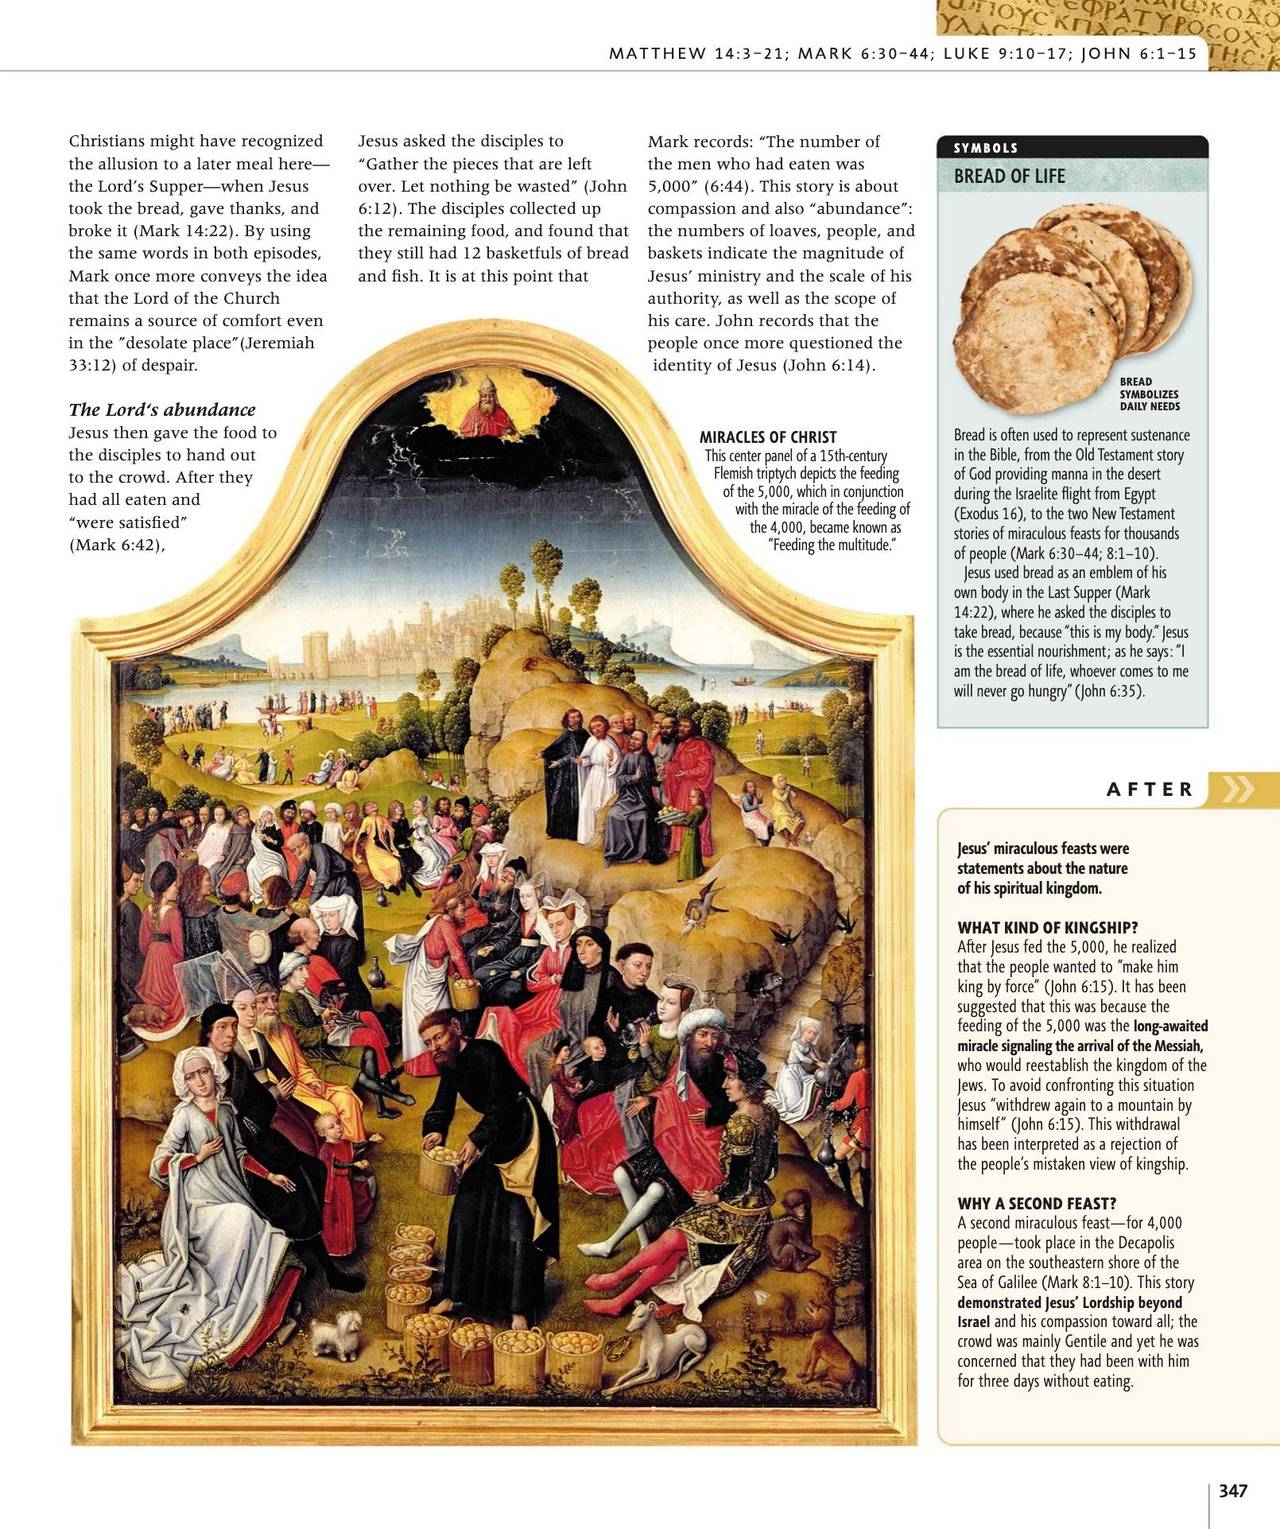 MATTHEW 14:3–21; MARK 6:30–44; LUKE 9:10–17; JOHN 6:1–15
Christians might have recognized
the allusion to a later meal here—
the Lord’s Supper—when Jesus
took the bread, gave thanks, and
broke it (Mark 14:22). By using
the same words in both episodes,
Mark once more conveys the idea
that the Lord of the Church
remains a source of comfort even
in the ”desolate place”(Jeremiah
33:12) of despair.
The Lord‘s abundance
Jesus then gave the food to
the disciples to hand out
to the crowd. After they
had all eaten and
“were satisfied”
(Mark 6:42),
Jesus asked the disciples to
“Gather the pieces that are left
over. Let nothing be wasted” (John
6:12). The disciples collected up
the remaining food, and found that
they still had 12 basketfuls of bread
and fish. It is at this point that
Mark records: “The number of
the men who had eaten was
5,000” (6:44). This story is about
compassion and also “abundance”:
the numbers of loaves, people, and
baskets indicate the magnitude of
Jesus’ ministry and the scale of his
authority, as well as the scope of
his care. John records that the
people once more questioned the
identity of Jesus (John 6:14).
MIRACLES OF CHRIST
This center panel of a 15th-century
Flemish triptych depicts the feeding
of the 5,000, which in conjunction
with the miracle of the feeding of
the 4,000, became known as
“Feeding the multitude.”
SYMBOLS
BREAD OF LIFE
BREAD
SYMBOLIZES
DAILY NEEDS
Bread is often used to represent sustenance
in the Bible, from the Old Testament story
of God providing manna in the desert
during the Israelite flight from Egypt
(Exodus 16), to the two New Testament
stories of miraculous feasts for thousands
of people (Mark 6:30–44; 8:1–10).
Jesus used bread as an emblem of his
own body in the Last Supper (Mark
14:22), where he asked the disciples to
take bread, because “this is my body.” Jesus
is the essential nourishment; as he says: “I
am the bread of life, whoever comes to me
will never go hungry” (John 6:35).
AFTER
Jesus’ miraculous feasts were
statements about the nature
of his spiritual kingdom.
WHAT KIND OF KINGSHIP?
After Jesus fed the 5,000, he realized
that the people wanted to “make him
king by force” (John 6:15). It has been
suggested that this was because the
feeding of the 5,000 was the long-awaited
miracle signaling the arrival of the Messiah,
who would reestablish the kingdom of the
Jews. To avoid confronting this situation
Jesus “withdrew again to a mountain by
himself” (John 6:15). This withdrawal
has been interpreted as a rejection of
the people’s mistaken view of kingship.
WHY A SECOND FEAST?
A second miraculous feast—for 4,000
people—took place in the Decapolis
area on the southeastern shore of the
Sea of Galilee (Mark 8:1–10). This story
demonstrated Jesus’ Lordship beyond
Israel and his compassion toward all; the
crowd was mainly Gentile and yet he was
concerned that they had been with him
for three days without eating.
347